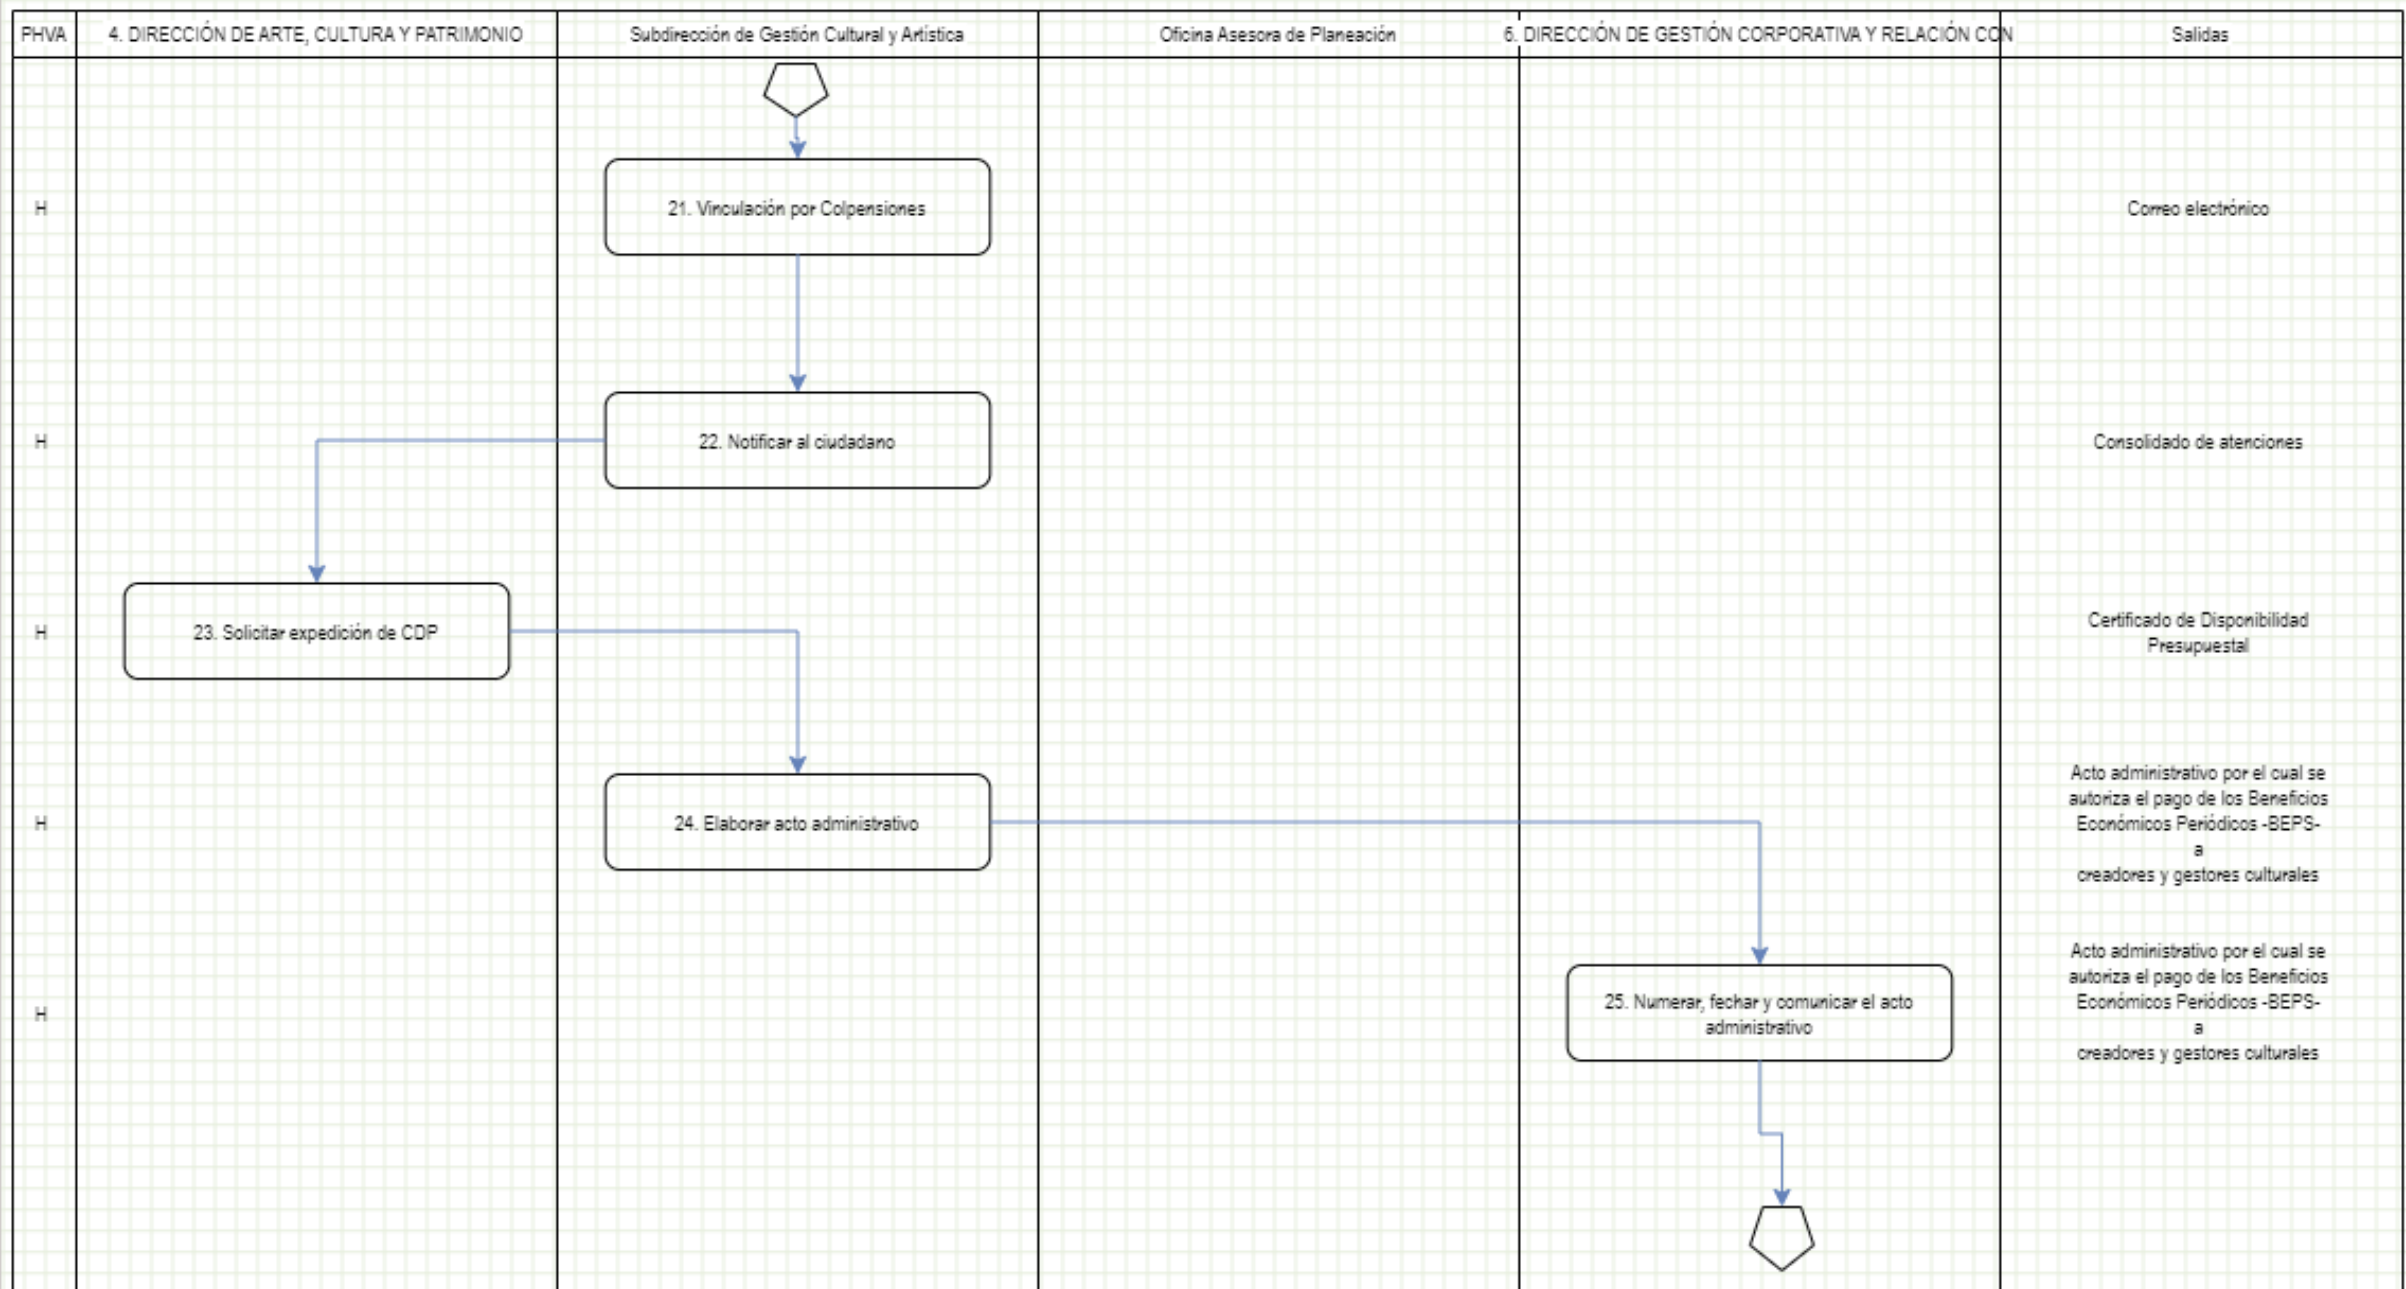 PHVA
4. DIRECCIÓN DE ARTE, CULTURA Y PATRIMONIO
Subdirección de Gestión Cultural y Artística
Oficina Asesora de Planeación
6. DIRECCIÓN DE GESTIÓN CORPORATIVA Y RELACIÓN CON
Salidas
H
21. Vinculación por Colpensiones
Correo electrónico
H
22. Notificar al ciudadano
Consolidado de atenciones
H
23. Solicitar expedición de CDP
Certificado de Disponibilidad
Presupuestal
H
24. Elaborar acto administrativo
Acto administrativo por el cual se
autoriza el pago de los Beneficios
Económicos Periódicos -BEPS-
a
creadores y gestores culturales
H
25. Numerar, fechar y comunicar el acto
administrativo
Acto administrativo por el cual se
autoriza el pago de los Beneficios
Económicos Periódicos -BEPS-
a
creadores y gestores culturales